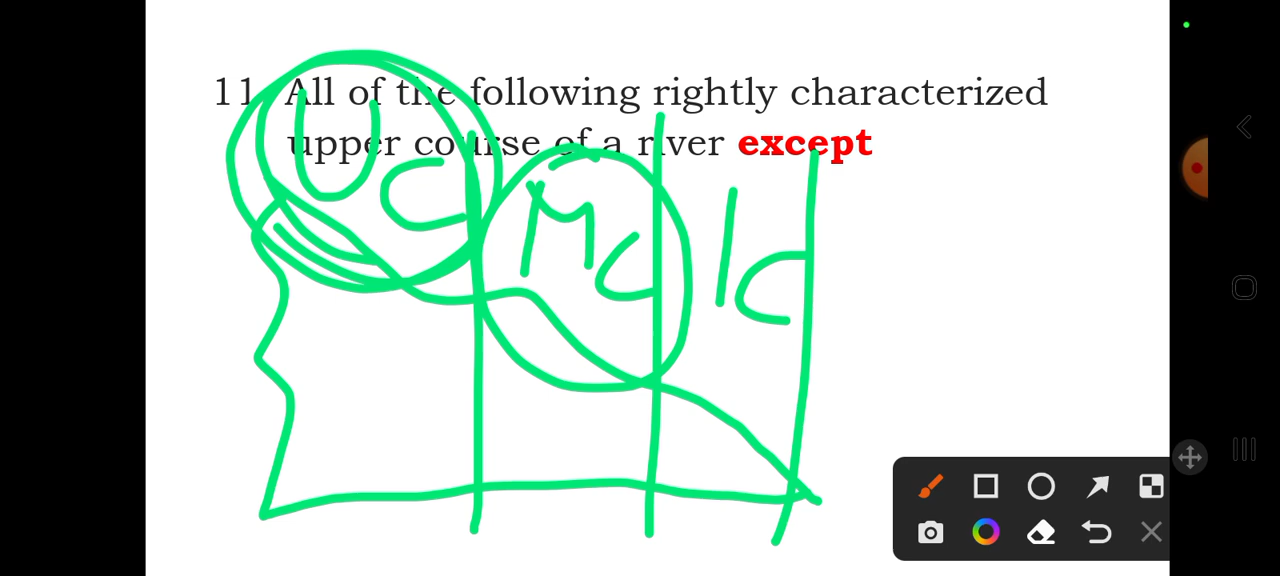 11. All of the following rightly characterized
upper course of a river except
UC MC lC